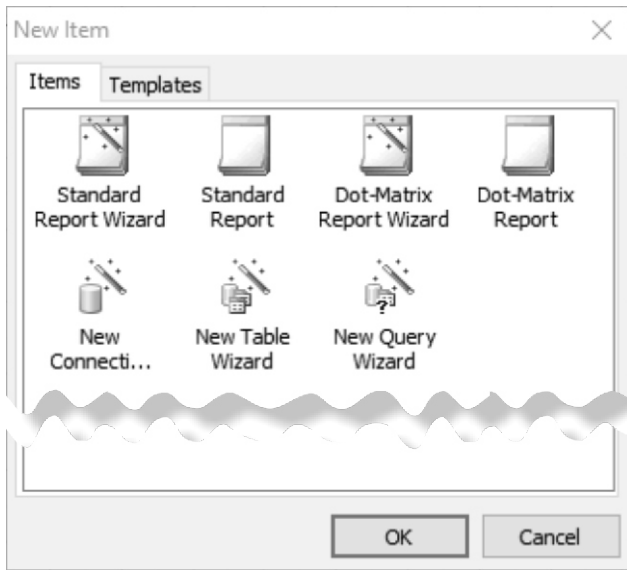 New Item
Items Templates
Standard Standard Dot-Matrix Dot-Matrix
Report Wizard Report Report Wizard Report
New New Table New Query
Connecti... Wizard Wizard
OK Cancel